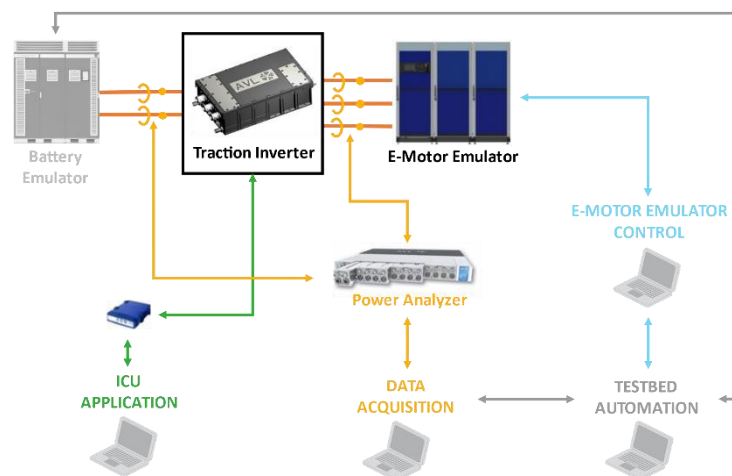 AVL
Traction Inverter
E-Motor Emulator
Battery
Emulator
E-MOTOR EMULATOR
CONTROL
Power Analyzer
ICU
APPLICATION
DATA
ACQUISITION
TESTBED
AUTOMATION